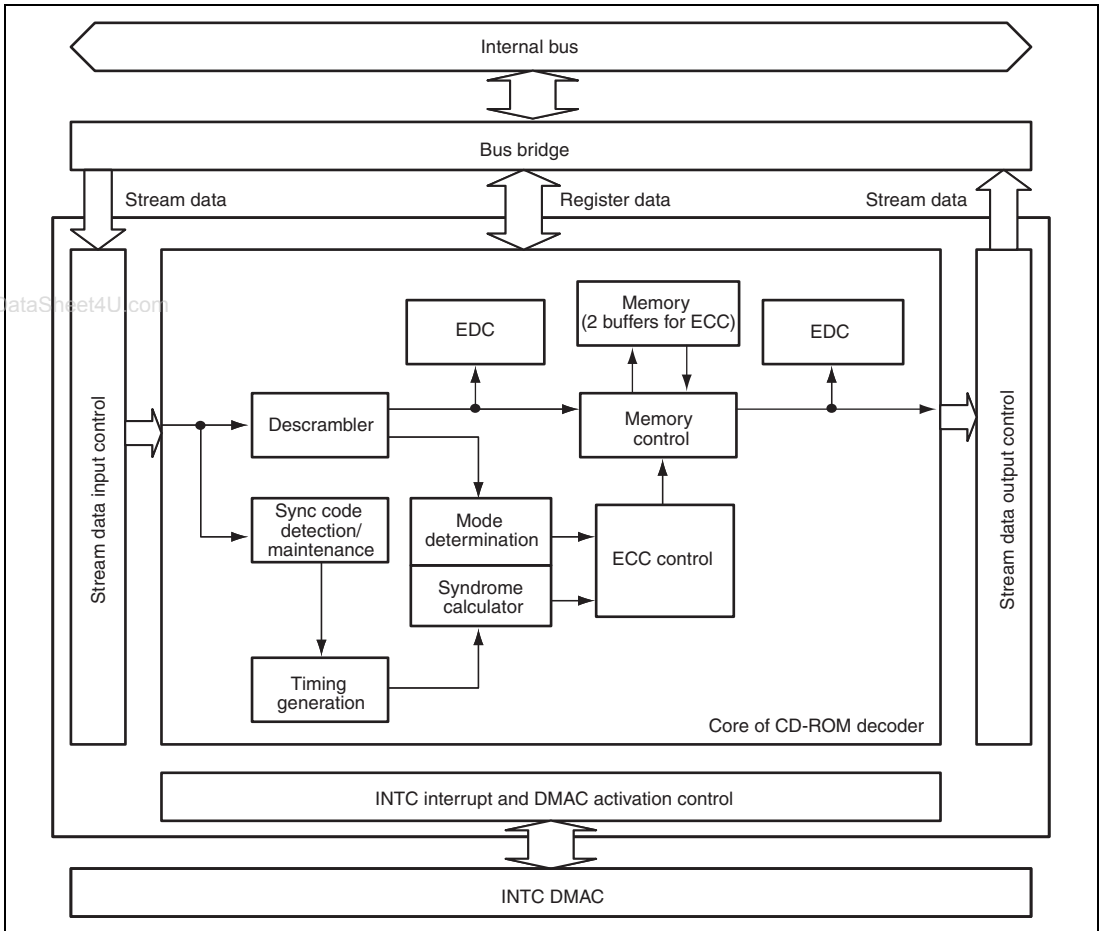 Internal bus
Bus bridge
Stream data
Register data
Stream data
DataSheet4U.com
Stream data input control
EDC
Memory
(2 buffers for ECC)
EDC
Descrambler
Memory
control
Sync code
detection/
maintenance
Mode
determination
ECC control
Syndrome
calculator
Timing
generation
Core of CD-ROM decoder
Stream data output control
INTC interrupt and DMAC activation control
INTC DMAC